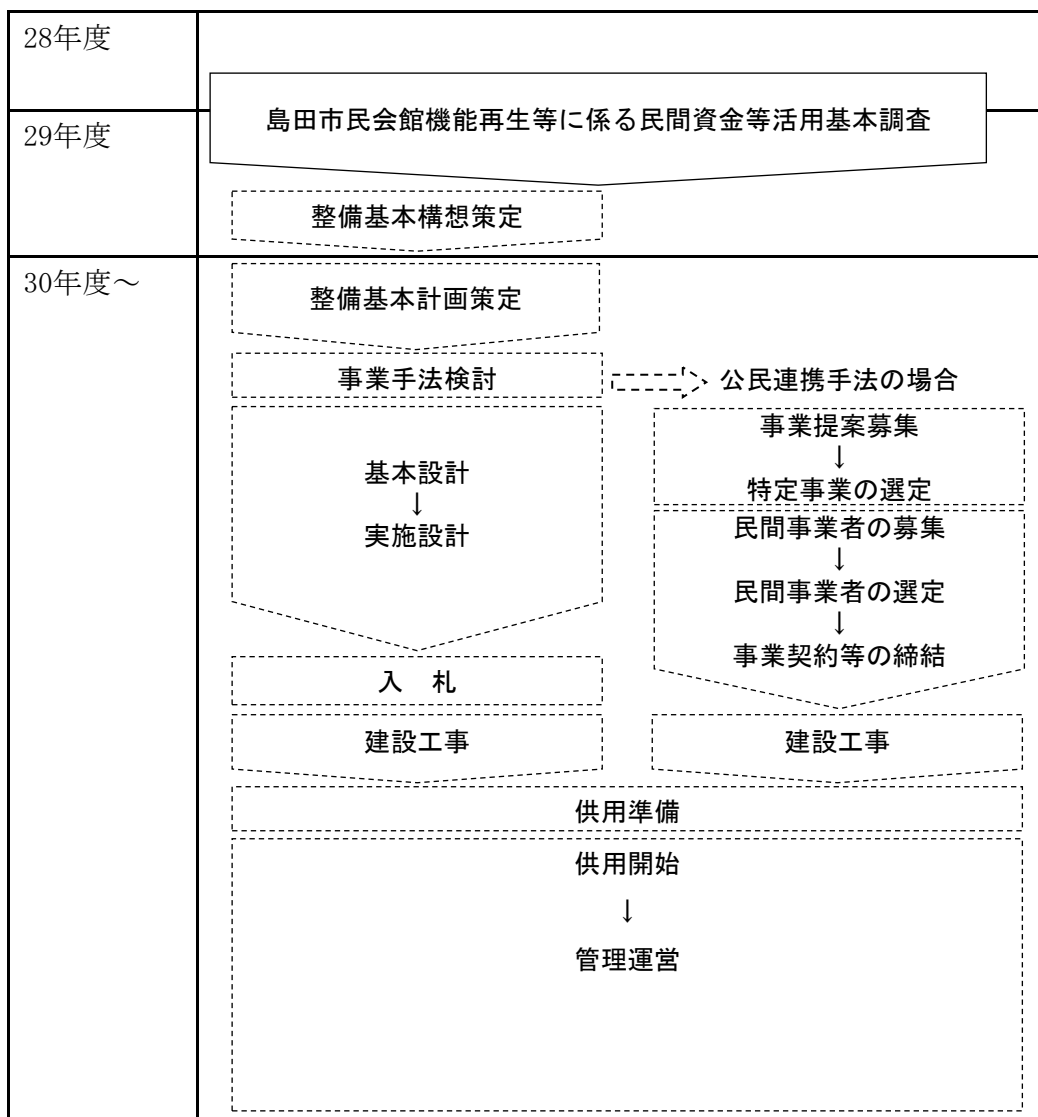 28年度
島田市民会館機能再生等に係る民間資金等活用基本調査
29年度
整備基本構想策定
30年度～
整備基本計画策定
事業手法検討
公民連携手法の場合
基本設計
↓
実施設計
事業提案募集
↓
特定事業の選定
民間事業者の募集
↓
民間事業者の選定
↓
事業契約等の締結
入　札
建設工事
建設工事
供用準備
供用開始
↓
管理運営